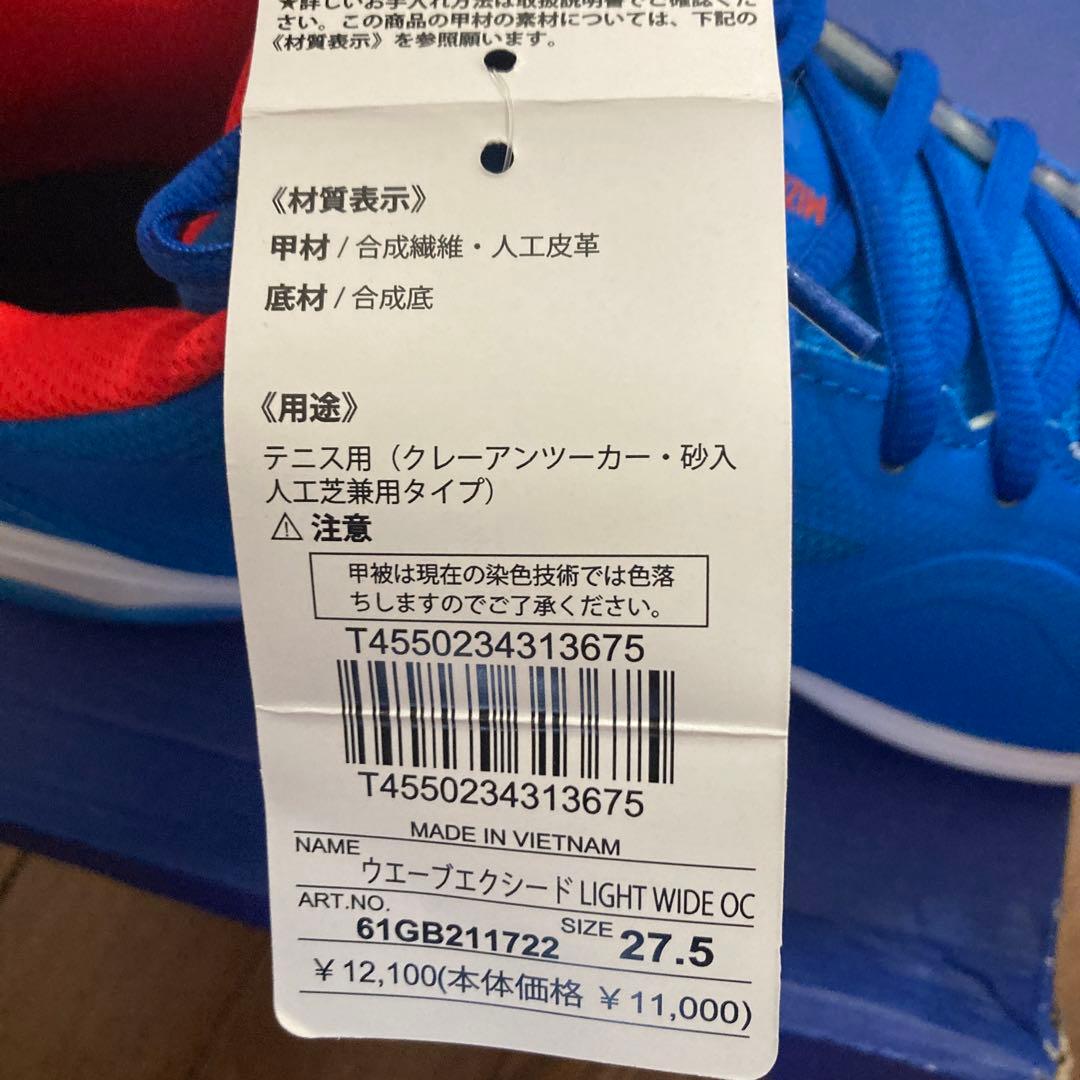 ★詳しいお手入れ方法は取扱説明書でご確認くだ
さい。この商品の甲材の素材については、下記の
《材質表示》を参照願います。
《材質表示》
甲材 / 合成繊維・人工皮革
底材 / 合成底
《用途》
テニス用（クレーアンツーカー・砂入
人工芝兼用タイプ）
⚠ 注意
甲被は現在の染色技術では色落
ちしますのでご了承ください。
T4550234313675
T4550234313675
MADE IN VIETNAM
NAME ウエーブエクシード LIGHT WIDE OC
ART.NO. 61GB211722 SIZE 27.5
¥ 12,100(本体価格 ¥ 11,000)